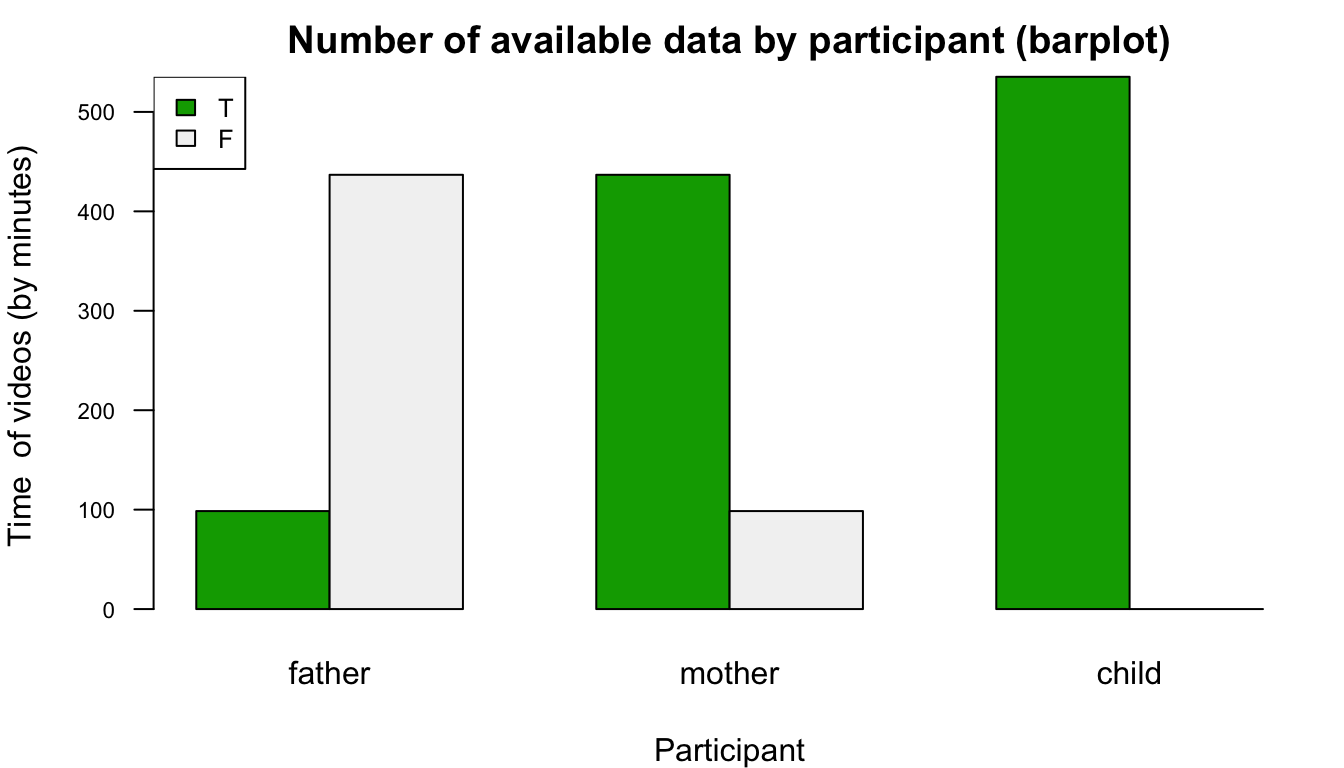 Number of available data by participant (barplot)
T
F
Time  of videos (by minutes)
500
400
300
200
100
0
father
mother
child
Participant